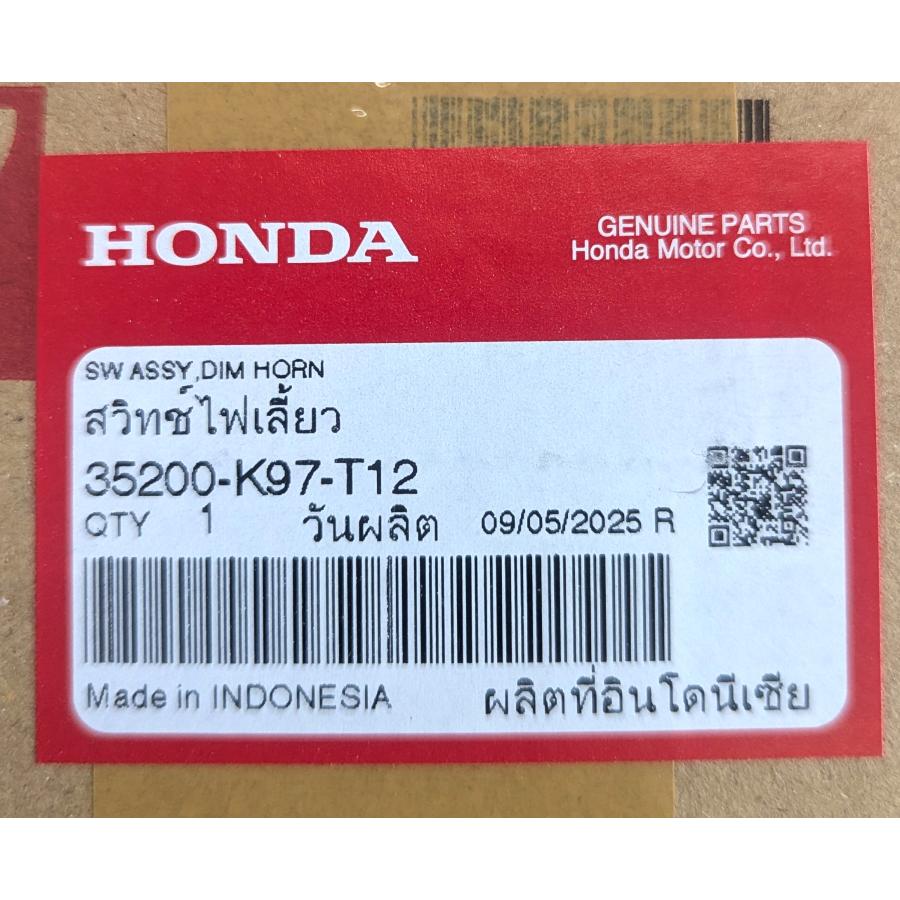 HONDA
GENUINE PARTS
Honda Motor Co., Ltd.
SW ASSY,DIM HORN
สวิทช์ไฟเลี้ยว
35200-K97-T12
QTY 1 วันผลิต 09/05/2025 R
Made in INDONESIA ผลิตที่อินโดนีเซีย